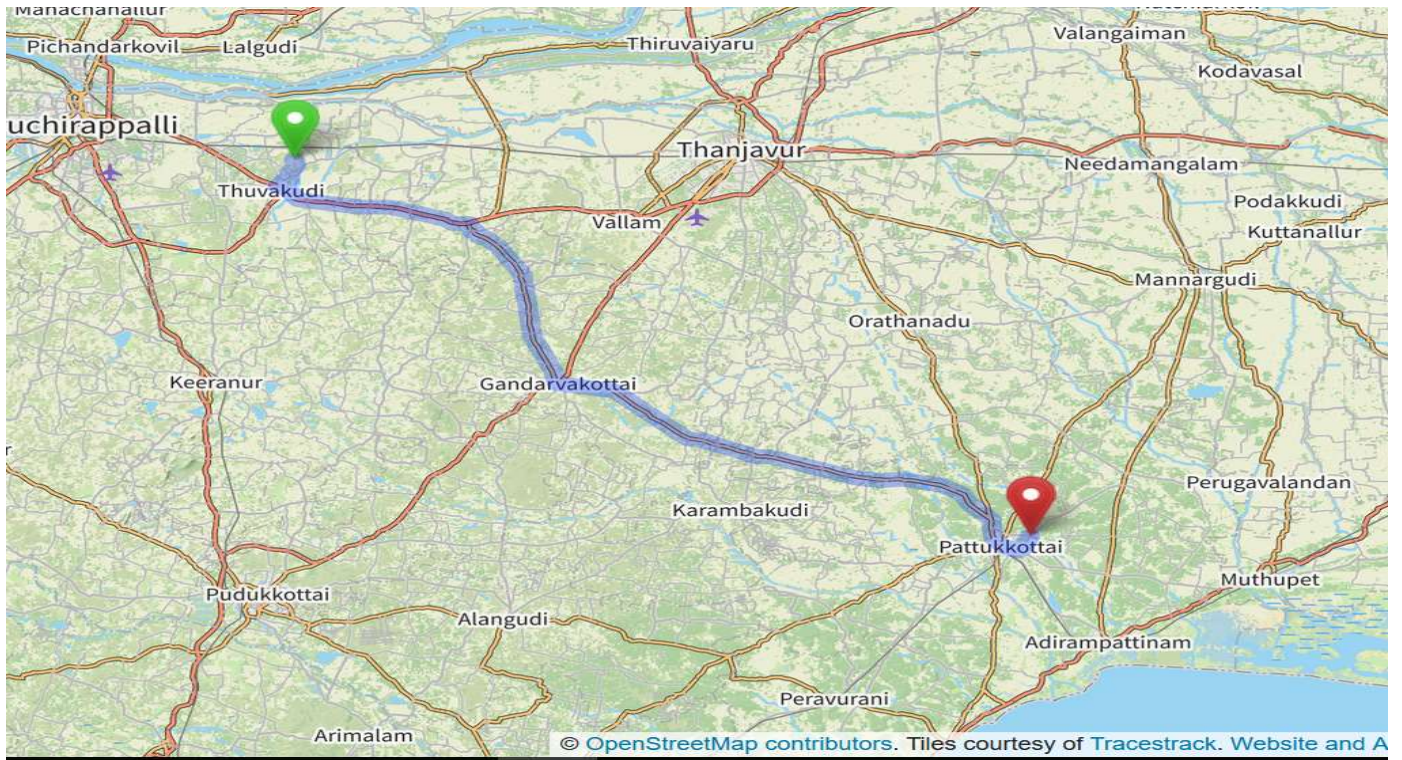 Manachanallur
Pichandarkovil
Lalgudi
Thiruvaiyaru
Valangaiman
Kodavasal
uchirappalli
Thanjavur
Needamangalam
Thuvakudi
Vallam
Podakkudi
Kuttanallur
Mannargudi
Orathanadu
Keeranur
Gandarvakottai
Perugavalandan
Karambakudi
Pattukkottai
Muthupet
Pudukkottai
Alangudi
Adirampattinam
Peravurani
Arimalam
© OpenStreetMap contributors. Tiles courtesy of Tracestrack. Website and A